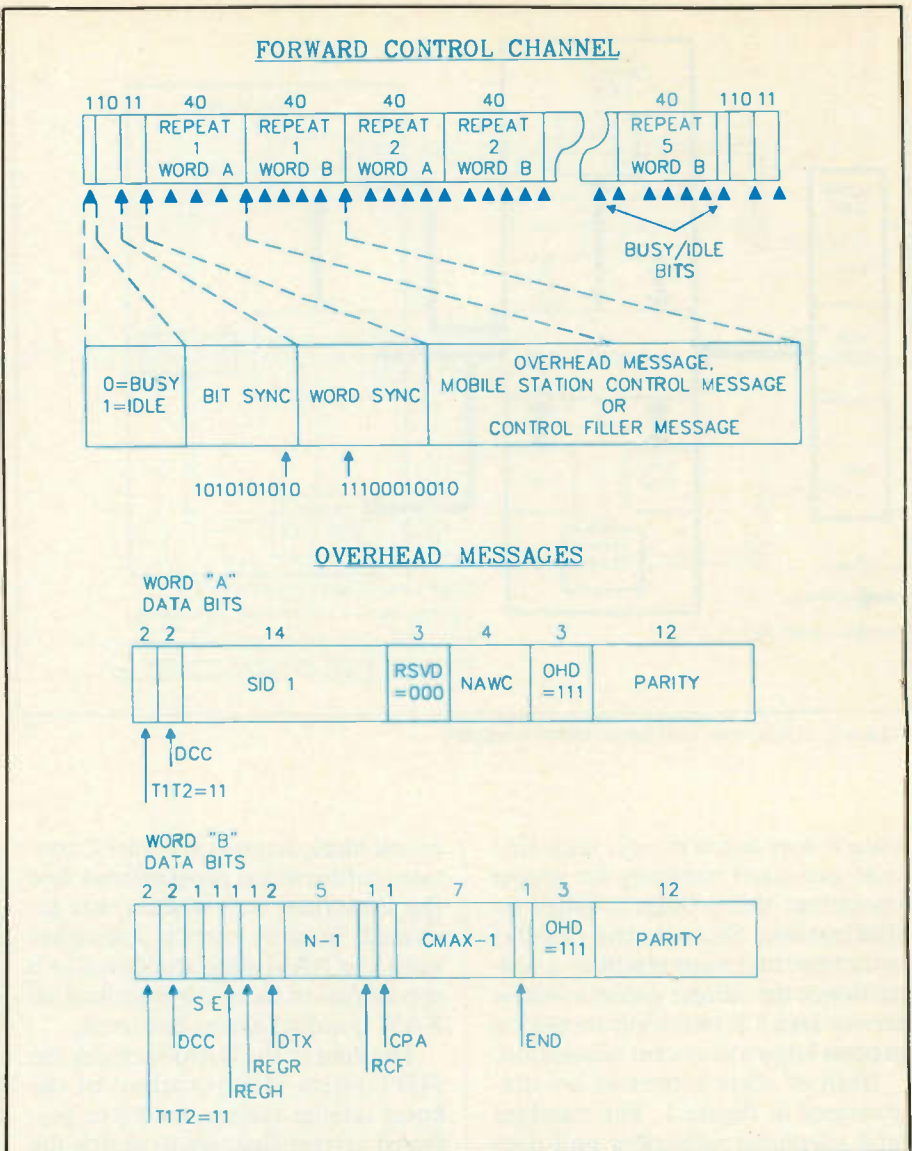 FORWARD CONTROL CHANNEL
110 11 40 40 40 40 40 110 11
REPEAT 1 WORD A
REPEAT 1 WORD B
REPEAT 2 WORD A
REPEAT 2 WORD B
REPEAT 5 WORD B
BUSY/IDLE
BITS
0=BUSY
1=IDLE
BIT SYNC
WORD SYNC
OVERHEAD MESSAGE,
MOBILE STATION CONTROL MESSAGE
OR
CONTROL FILLER MESSAGE
1010101010 11100010010
OVERHEAD MESSAGES
WORD "A"
DATA BITS
2 2 14 3 4 3 12
SID 1
RSVD
=000
NAWC
OHD
=111
PARITY
DCC
T1T2=11
WORD "B"
DATA BITS
2 2 1 1 1 1 1 5 1 1 7 1 3 12
N-1
CMAX-1
OHD
=111
PARITY
S E
DCC
DTX
CPA
END
REGR
RCF
REGH
T1T2=11